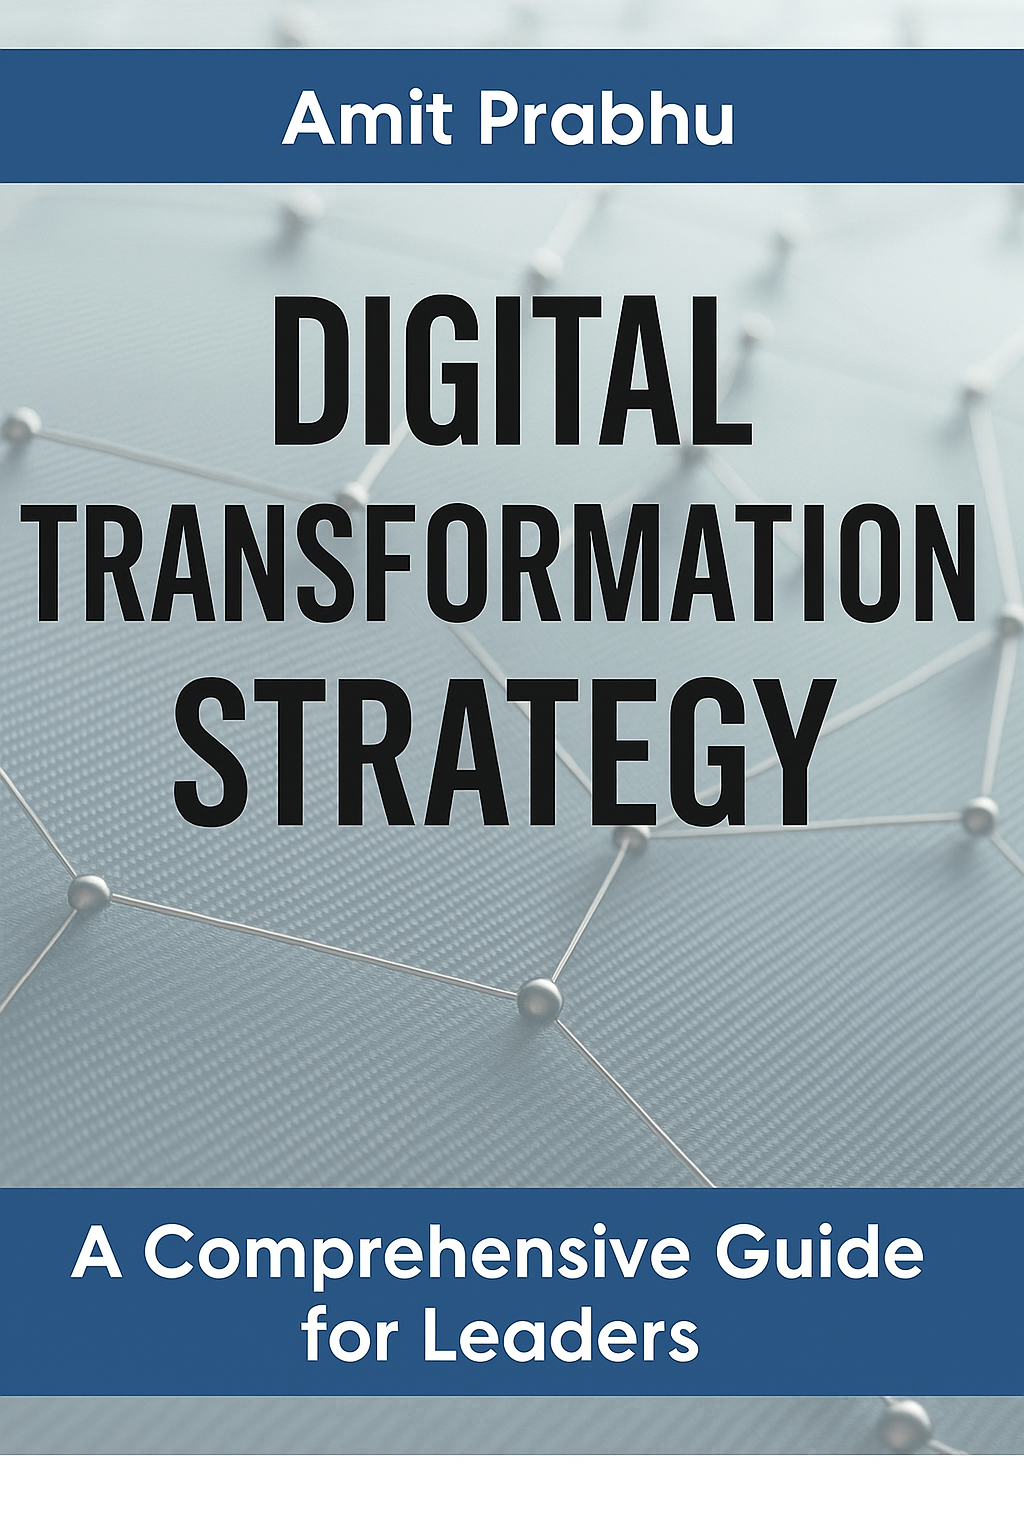 Amit Prabhu
DIGITAL
TRANSFORMATION
STRATEGY
A Comprehensive Guide
for Leaders